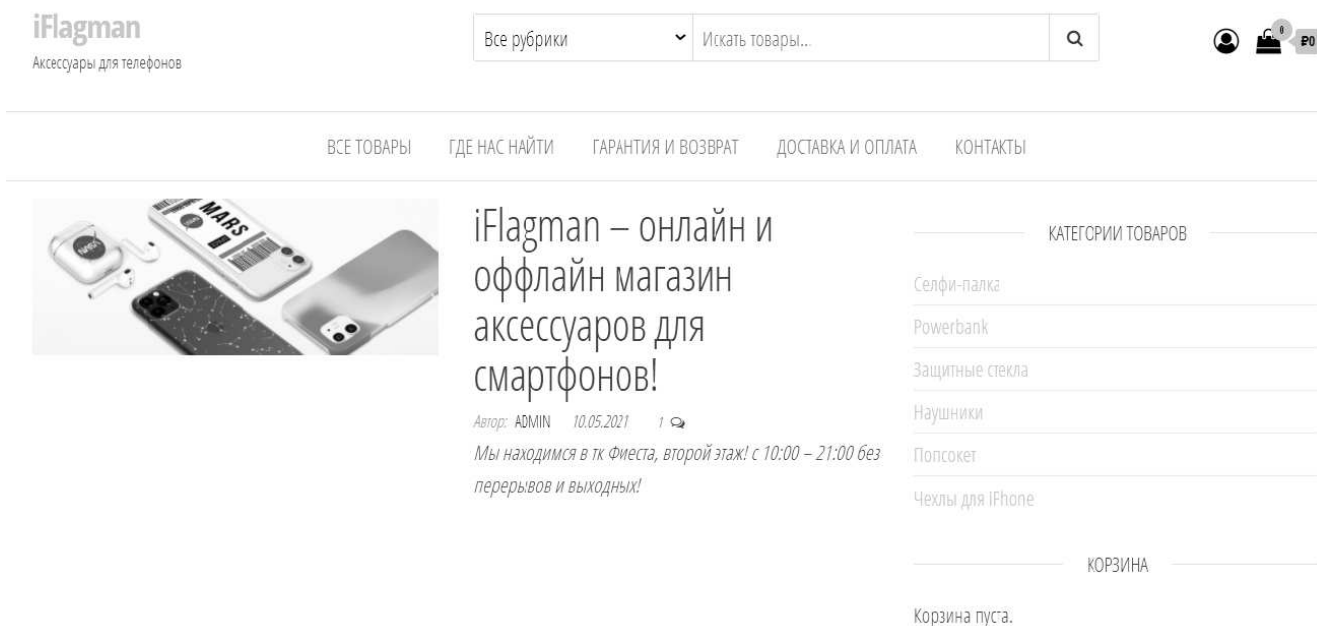 iFlagman
Аксессуары для телефонов
Все рубрики
Искать товары...
0
₽0
ВСЕ ТОВАРЫ ГДЕ НАС НАЙТИ ГАРАНТИЯ И ВОЗВРАТ ДОСТАВКА И ОПЛАТА КОНТАКТЫ
MARS
NASA
iFlagman – онлайн и
оффлайн магазин
аксессуаров для
смартфонов!
Автор: ADMIN 10.05.2021 1
Мы находимся в тк Фиеста, второй этаж! с 10:00 – 21:00 без
перерывов и выходных!
КАТЕГОРИИ ТОВАРОВ
Селфи-палка
Powerbank
Защитные стекла
Наушники
Попсокет
Чехлы для iPhone
КОРЗИНА
Корзина пуста.